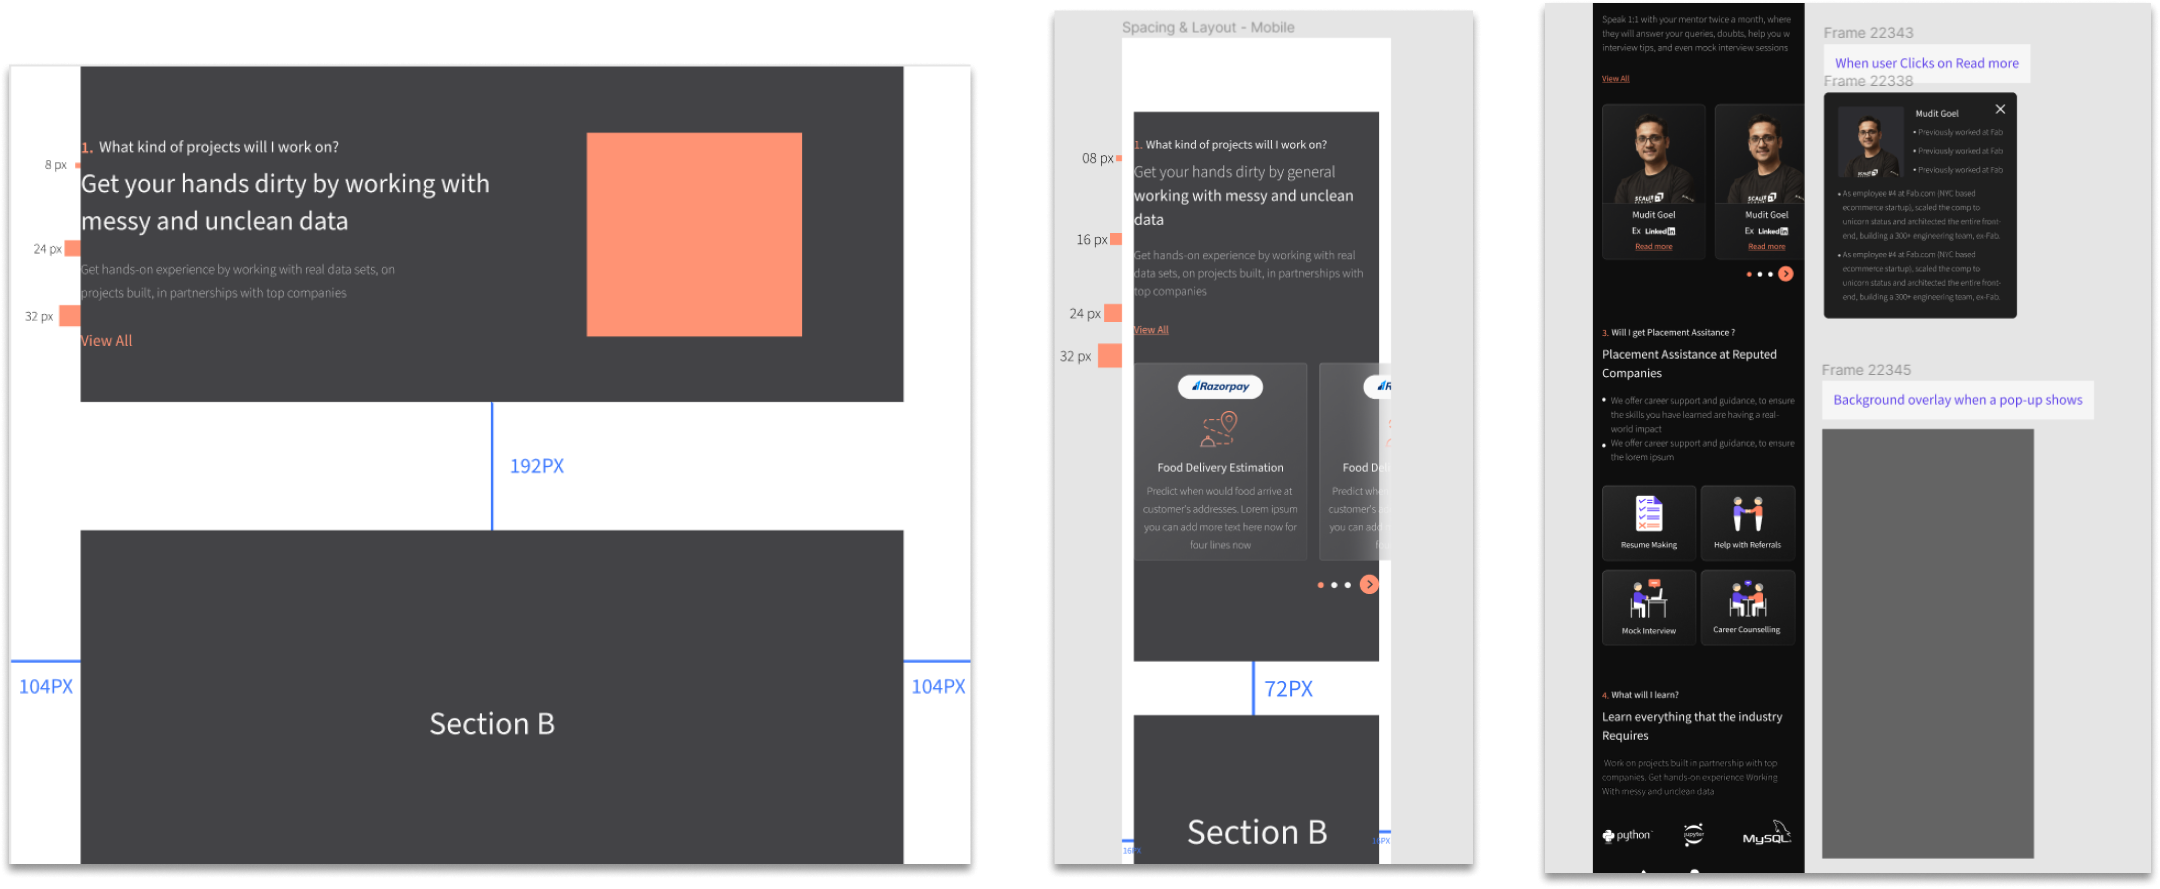 1. What kind of projects will I work on?
8 px
Get your hands dirty by working with
messy and unclean data
24 px
Get hands-on experience by working with real data sets, on
projects built, in partnerships with top companies
32 px
View All
192PX
104PX
104PX
Section B
Spacing & Layout - Mobile
1. What kind of projects will I work on?
08 px
Get your hands dirty by general
working with messy and unclean
data
16 px
Get hands-on experience by working with real
data sets, on projects built, in partnerships with
top companies
24 px
View All
32 px
Razorpay
R
Food Delivery Estimation
Food Deli
Predict when would food arrive at
customer's addresses. Lorem ipsum
you can add more text here now for
four lines now
Predict whe
customer's a
you can add
72PX
Section B
16PX
Speak 1:1 with your mentor twice a month, where
they will answer your queries, doubts, help you w
interview tips, and even mock interview sessions
View All
Mudit Goel
Ex LinkedIn
Read more
Mudit Goel
Ex LinkedIn
Read more
3. Will I get Placement Assitance ?
Placement Assistance at Reputed
Companies
• We offer career support and guidance, to ensure
the skills you have learned are having a real-
world impact
• We offer career support and guidance, to ensure
the lorem ipsum
Resume Making
Help with Referrals
Mock Interview
Career Counselling
4. What will I learn?
Learn everything that the industry
Requires
Work on projects built in partnership with top
companies. Get hands-on experience Working
With messy and unclean data
python
jupyter
MySQL
Frame 22343
When user Clicks on Read more
Frame 22338
Mudit Goel
• Previously worked at Fab
• Previously worked at Fab
• Previously worked at Fab
• As employee #4 at Fab.com (NYC based
ecommerce startup), scaled the comp to
unicorn status and architected the entire front-
end, building a 300+ engineering team, ex-Fab.
• As employee #4 at Fab.com (NYC based
ecommerce startup), scaled the comp to
unicorn status and architected the entire front-
end, building a 300+ engineering team, ex-Fab.
Frame 22345
Background overlay when a pop-up shows